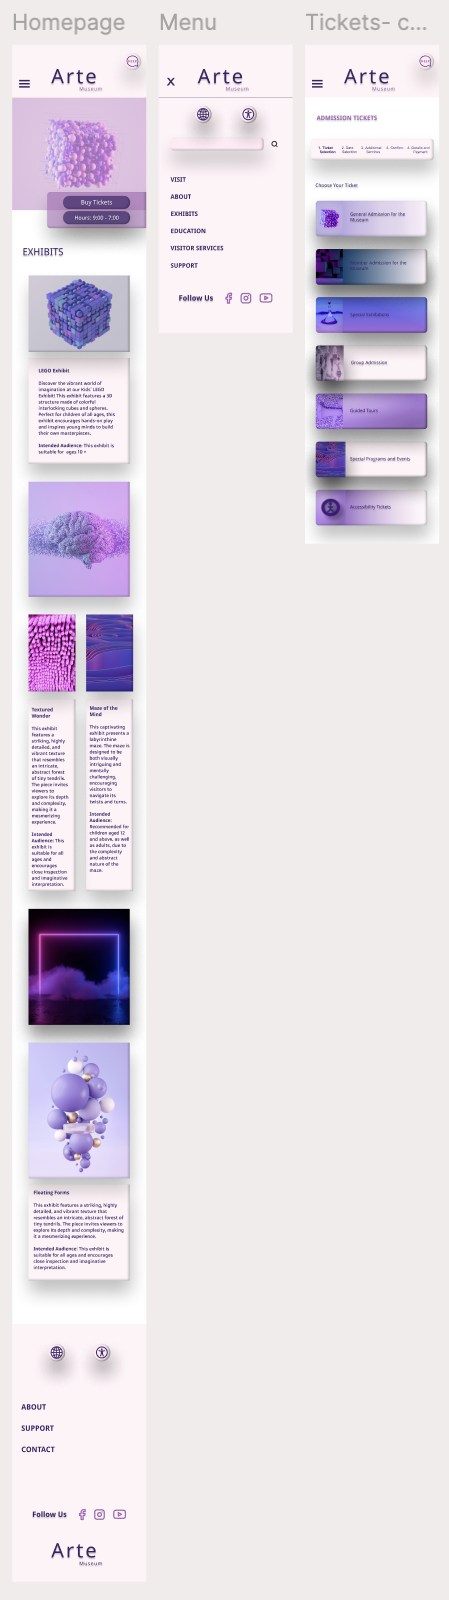 Homepage
Menu
Tickets- c...
HELP
Arte
Museum
Buy Tickets
Hours: 9:00 - 7:00
EXHIBITS
LEGO Exhibit
Discover the vibrant world of
imagination at our Kids' LEGO
Exhibit! This exhibit features a 3D
structure made of colorful
interlocking cubes and spheres.
Perfect for children of all ages, this
exhibit encourages hands-on play
and inspires young minds to build
their own masterpieces.
Intended Audience: This exhibit is
suitable for ages 10 +
Textured
Wonder
This exhibit
features a
striking, highly
detailed, and
vibrant texture
that resembles
an intricate,
abstract forest
of tiny tendrils.
The piece invites
viewers to
explore its depth
and complexity,
making it a
mesmerizing
experience.
Intended
Audience: This
exhibit is
suitable for all
ages and
encourages
close inspection
and imaginative
interpretation.
Maze of the
Mind
This captivating
exhibit presents a
labyrinthine
maze. The maze is
designed to be
both visually
intriguing and
mentally
challenging,
encouraging
visitors to
navigate its
twists and turns.
Intended
Audience:
Recommended for
children aged 12
and above, as well
as adults, due to
the complexity
and abstract
nature of the
maze.
Floating Forms
This exhibit features a striking, highly
detailed, and vibrant texture that
resembles an intricate, abstract forest of
tiny tendrils. The piece invites viewers to
explore its depth and complexity, making
it a mesmerizing experience.
Intended Audience: This exhibit is
suitable for all ages and encourages
close inspection and imaginative
interpretation.
ABOUT
SUPPORT
CONTACT
Follow Us
Arte
Museum
X
Arte
Museum
VISIT
ABOUT
EXHIBITS
EDUCATION
VISITOR SERVICES
SUPPORT
Follow Us
HELP
Arte
Museum
ADMISSION TICKETS
1. Ticket Selection
2. Date Selection
3. Additional Services
4. Confirm
Payment
Choose Your Ticket
General Admission for the
Museum
Admission for the
Museum
Special Exhibitions
Group Admission
Guided Tours
Special Programs and Events
Accessibility Tickets